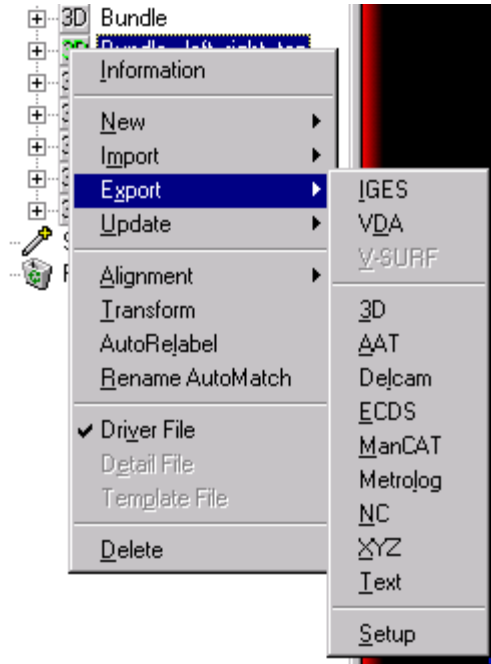 3D Bundle
Information
New
Import
Export
Update
Alignment
Transform
AutoRelabel
Rename AutoMatch
Driver File
Detail File
Template File
Delete
IGES
VDA
V-SURF
3D
AAT
Delcam
ECDS
ManCAT
Metrolog
NC
XYZ
Text
Setup